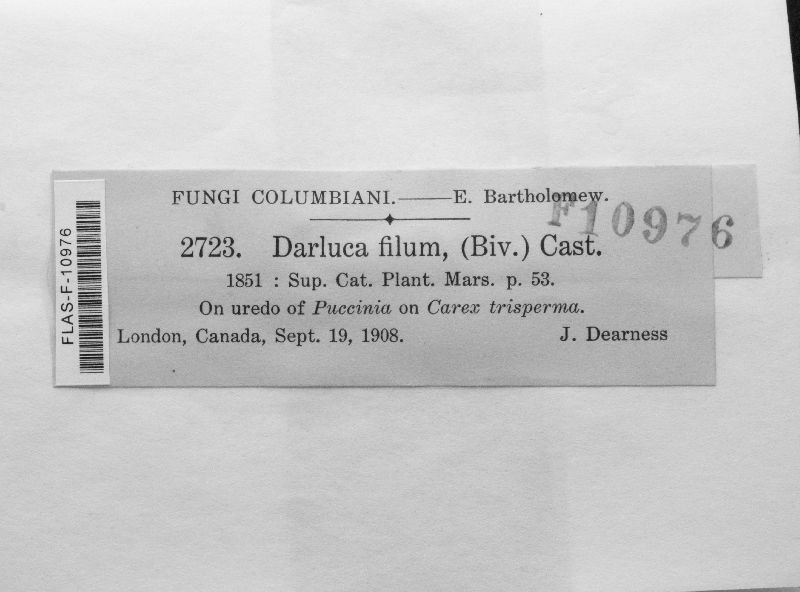 FUNGI COLUMBIANI.——E. Bartholomew.
F10976
2723. Darluca filum, (Biv.) Cast.
1851 : Sup. Cat. Plant. Mars. p. 53.
On uredo of Puccinia on Carex trisperma.
London, Canada, Sept. 19, 1908. J. Dearness
FLAS-F-10976